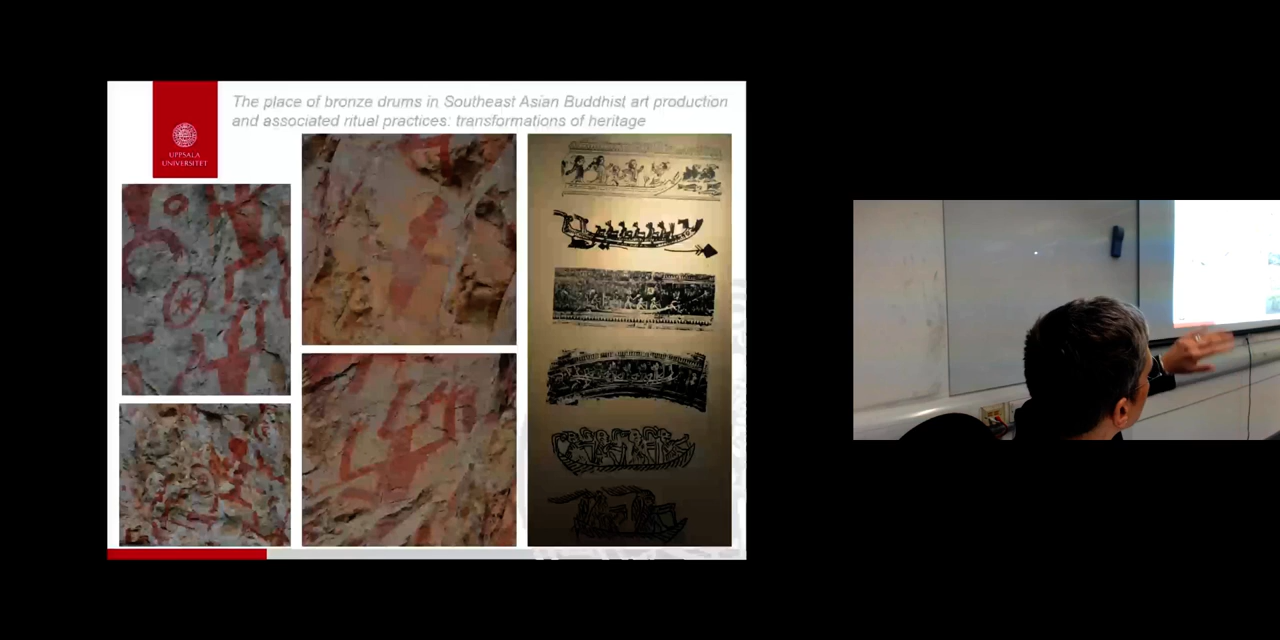 The place of bronze drums in Southeast Asian Buddhist art production
and associated ritual practices: transformations of heritage
UPPSALA
UNIVERSITET